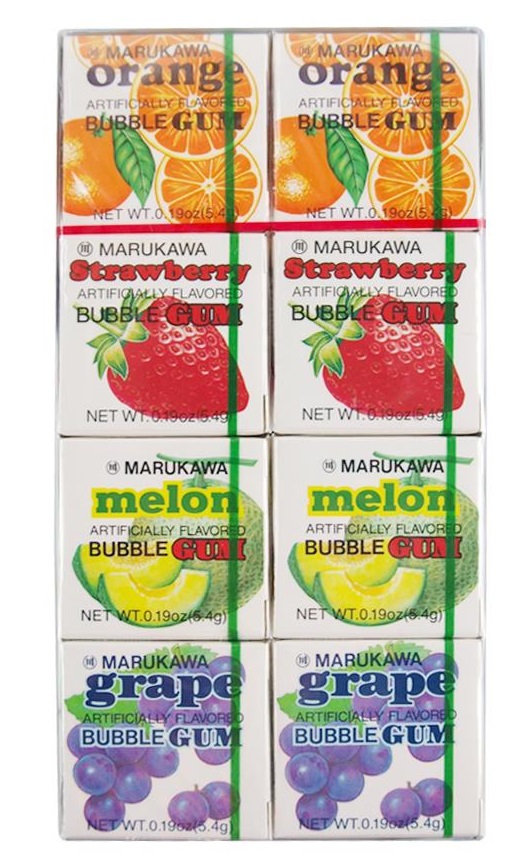 MARUKAWA
orange
ARTIFICIALLY FLAVORED
BUBBLE GUM
NET WT.0.19oz(5.4g)
MARUKAWA
orange
ARTIFICIALLY FLAVORED
BUBBLE GUM
NET WT.0.19oz(5.4g)
MARUKAWA
Strawberry
ARTIFICIALLY FLAVORED
BUBBLE GUM
NET WT.0.19oz(5.4g)
MARUKAWA
Strawberry
ARTIFICIALLY FLAVORED
BUBBLE GUM
NET WT.0.19oz(5.4g)
MARUKAWA
melon
ARTIFICIALLY FLAVORED
BUBBLE GUM
NET WT.0.19oz(5.4g)
MARUKAWA
melon
ARTIFICIALLY FLAVORED
BUBBLE GUM
NET WT.0.19oz(5.4g)
MARUKAWA
grape
ARTIFICIALLY FLAVORED
BUBBLE GUM
NET WT.0.19oz(5.4g)
MARUKAWA
grape
ARTIFICIALLY FLAVORED
BUBBLE GUM
NET WT.0.19oz(5.4g)